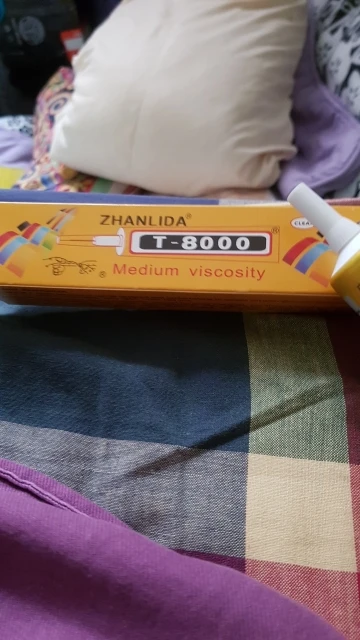 ZHANLIDA®
T-8000®
Medium viscosity
®